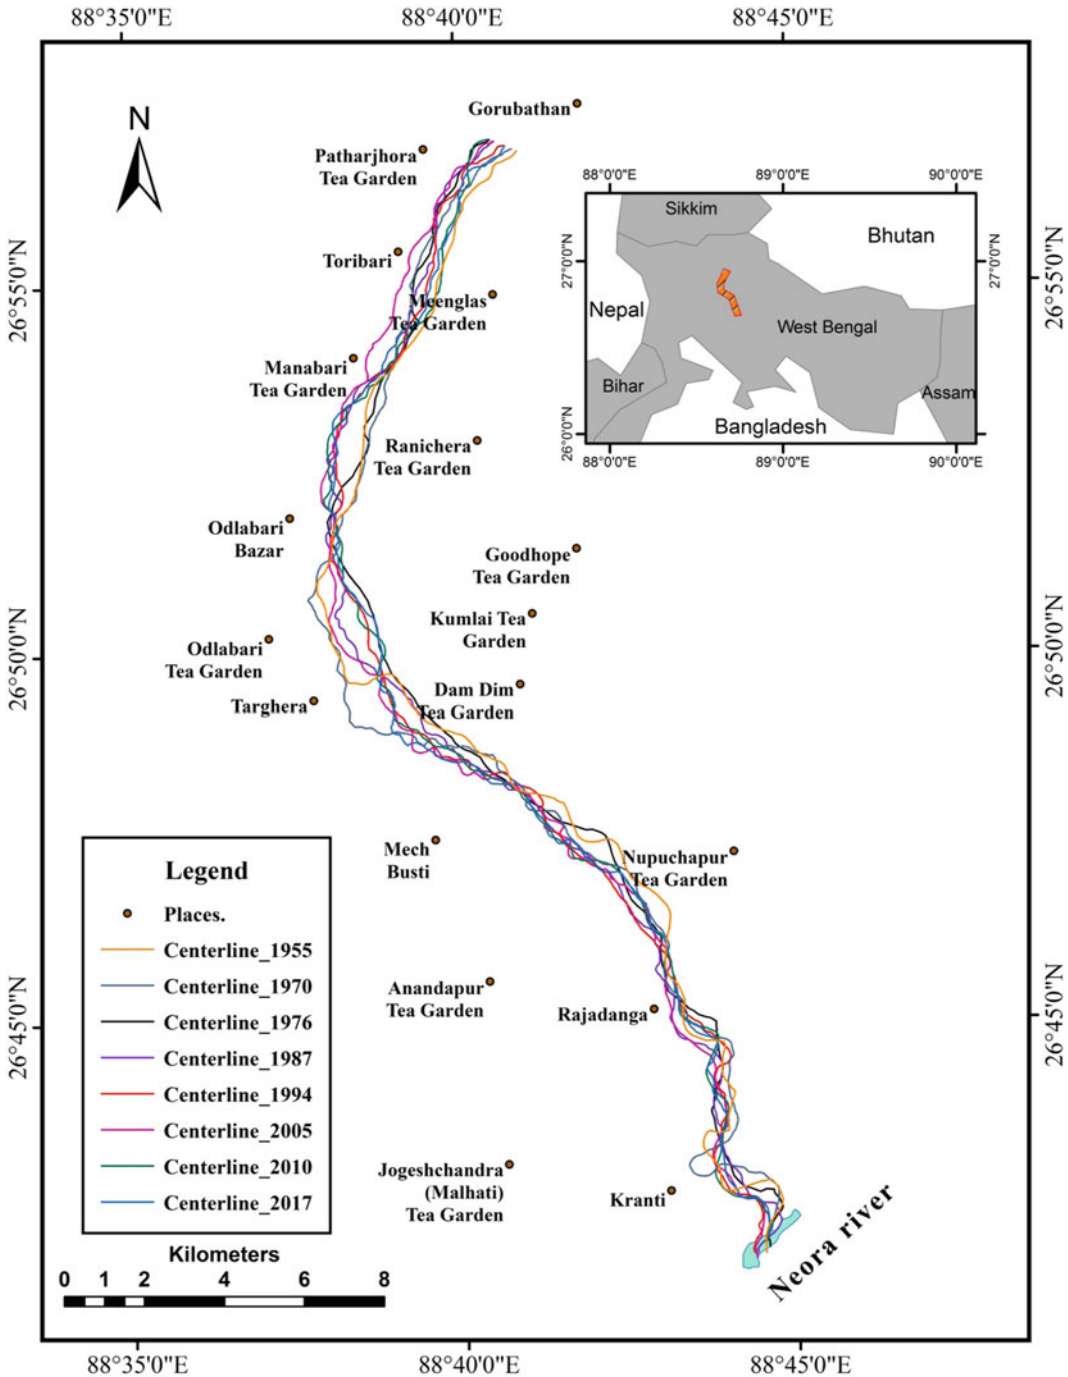 88°35'0"E
88°40'0"E
88°45'0"E
N
Gorubathan
Patharjhora
Tea Garden
Toribari
Meenglas
Tea Garden
Manabari
Tea Garden
Ranichera
Tea Garden
Odlabari
Bazar
Goodhope
Tea Garden
Kumlai Tea
Garden
Odlabari
Tea Garden
Dam Dim
Tea Garden
Targhera
Mech
Busti
Nupuchapur
Tea Garden
Anandapur
Tea Garden
Rajadanga
Jogeshchandra
(Malhati)
Tea Garden
Kranti
Neora river
26°55'0"N
26°50'0"N
26°45'0"N
26°55'0"N
26°50'0"N
26°45'0"N
88°0'0"E
89°0'0"E
90°0'0"E
Sikkim
Bhutan
27°0'0"N
27°0'0"N
Nepal
West Bengal
Bihar
Assam
Bangladesh
26°0'0"N
26°0'0"N
88°0'0"E
89°0'0"E
90°0'0"E
Legend
Places.
Centerline_1955
Centerline_1970
Centerline_1976
Centerline_1987
Centerline_1994
Centerline_2005
Centerline_2010
Centerline_2017
Kilometers
0 1 2 4 6 8
88°35'0"E
88°40'0"E
88°45'0"E